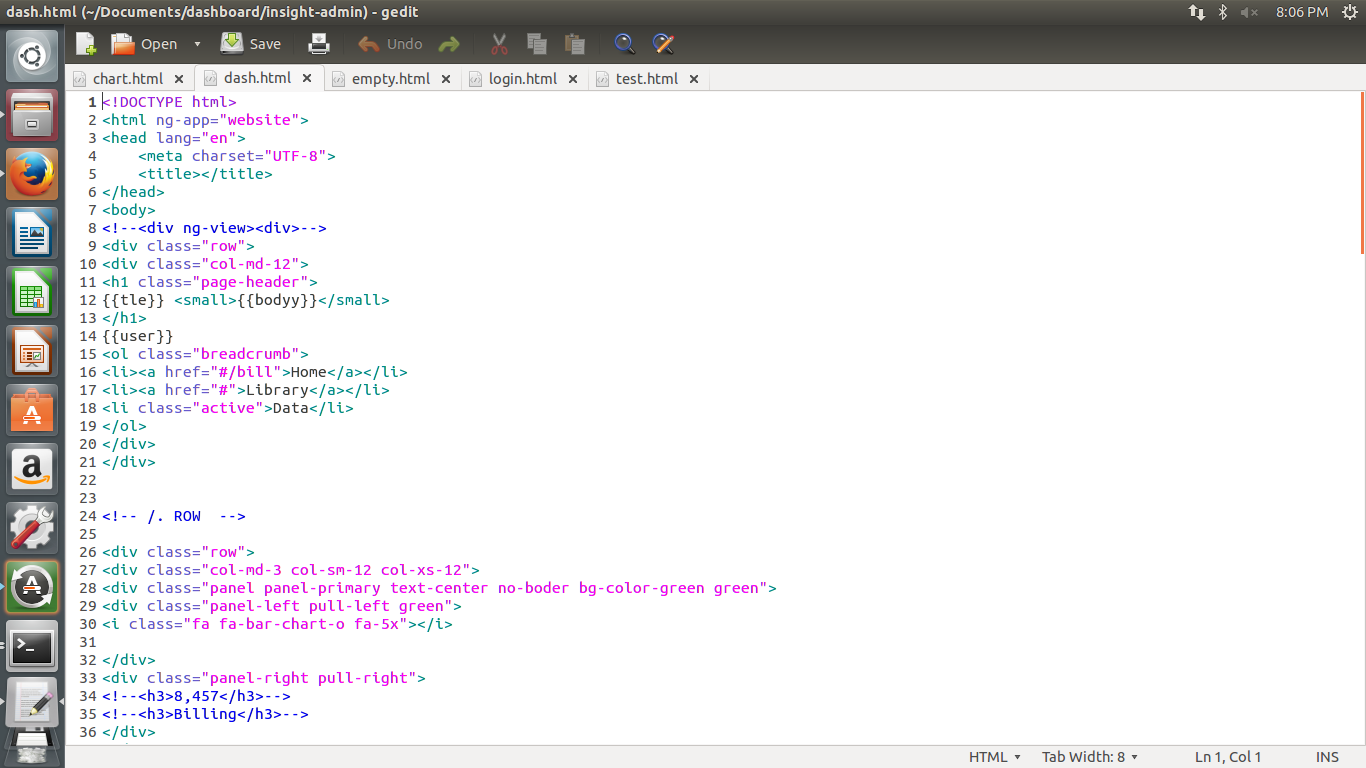 dash.html (~/Documents/dashboard/insight-admin) - gedit
8:06 PM
Open
Save
Undo
chart.html
dash.html
empty.html
login.html
test.html
1 <!DOCTYPE html>
2 <html ng-app="website">
3 <head lang="en">
4     <meta charset="UTF-8">
5     <title></title>
6 </head>
7 <body>
8 <!--<div ng-view><div>-->
9 <div class="row">
10 <div class="col-md-12">
11 <h1 class="page-header">
12 {{tle}} <small>{{bodyy}}</small>
13 </h1>
14 {{user}}
15 <ol class="breadcrumb">
16 <li><a href="#/bill">Home</a></li>
17 <li><a href="#">Library</a></li>
18 <li class="active">Data</li>
19 </ol>
20 </div>
21 </div>
22
23
24 <!-- /. ROW  -->
25
26 <div class="row">
27 <div class="col-md-3 col-sm-12 col-xs-12">
28 <div class="panel panel-primary text-center no-boder bg-color-green green">
29 <div class="panel-left pull-left green">
30 <i class="fa fa-bar-chart-o fa-5x"></i>
31
32 </div>
33 <div class="panel-right pull-right">
34 <!--<h3>8,457</h3>-->
35 <!--<h3>Billing</h3>-->
36 </div>
HTML
Tab Width: 8
Ln 1, Col 1
INS